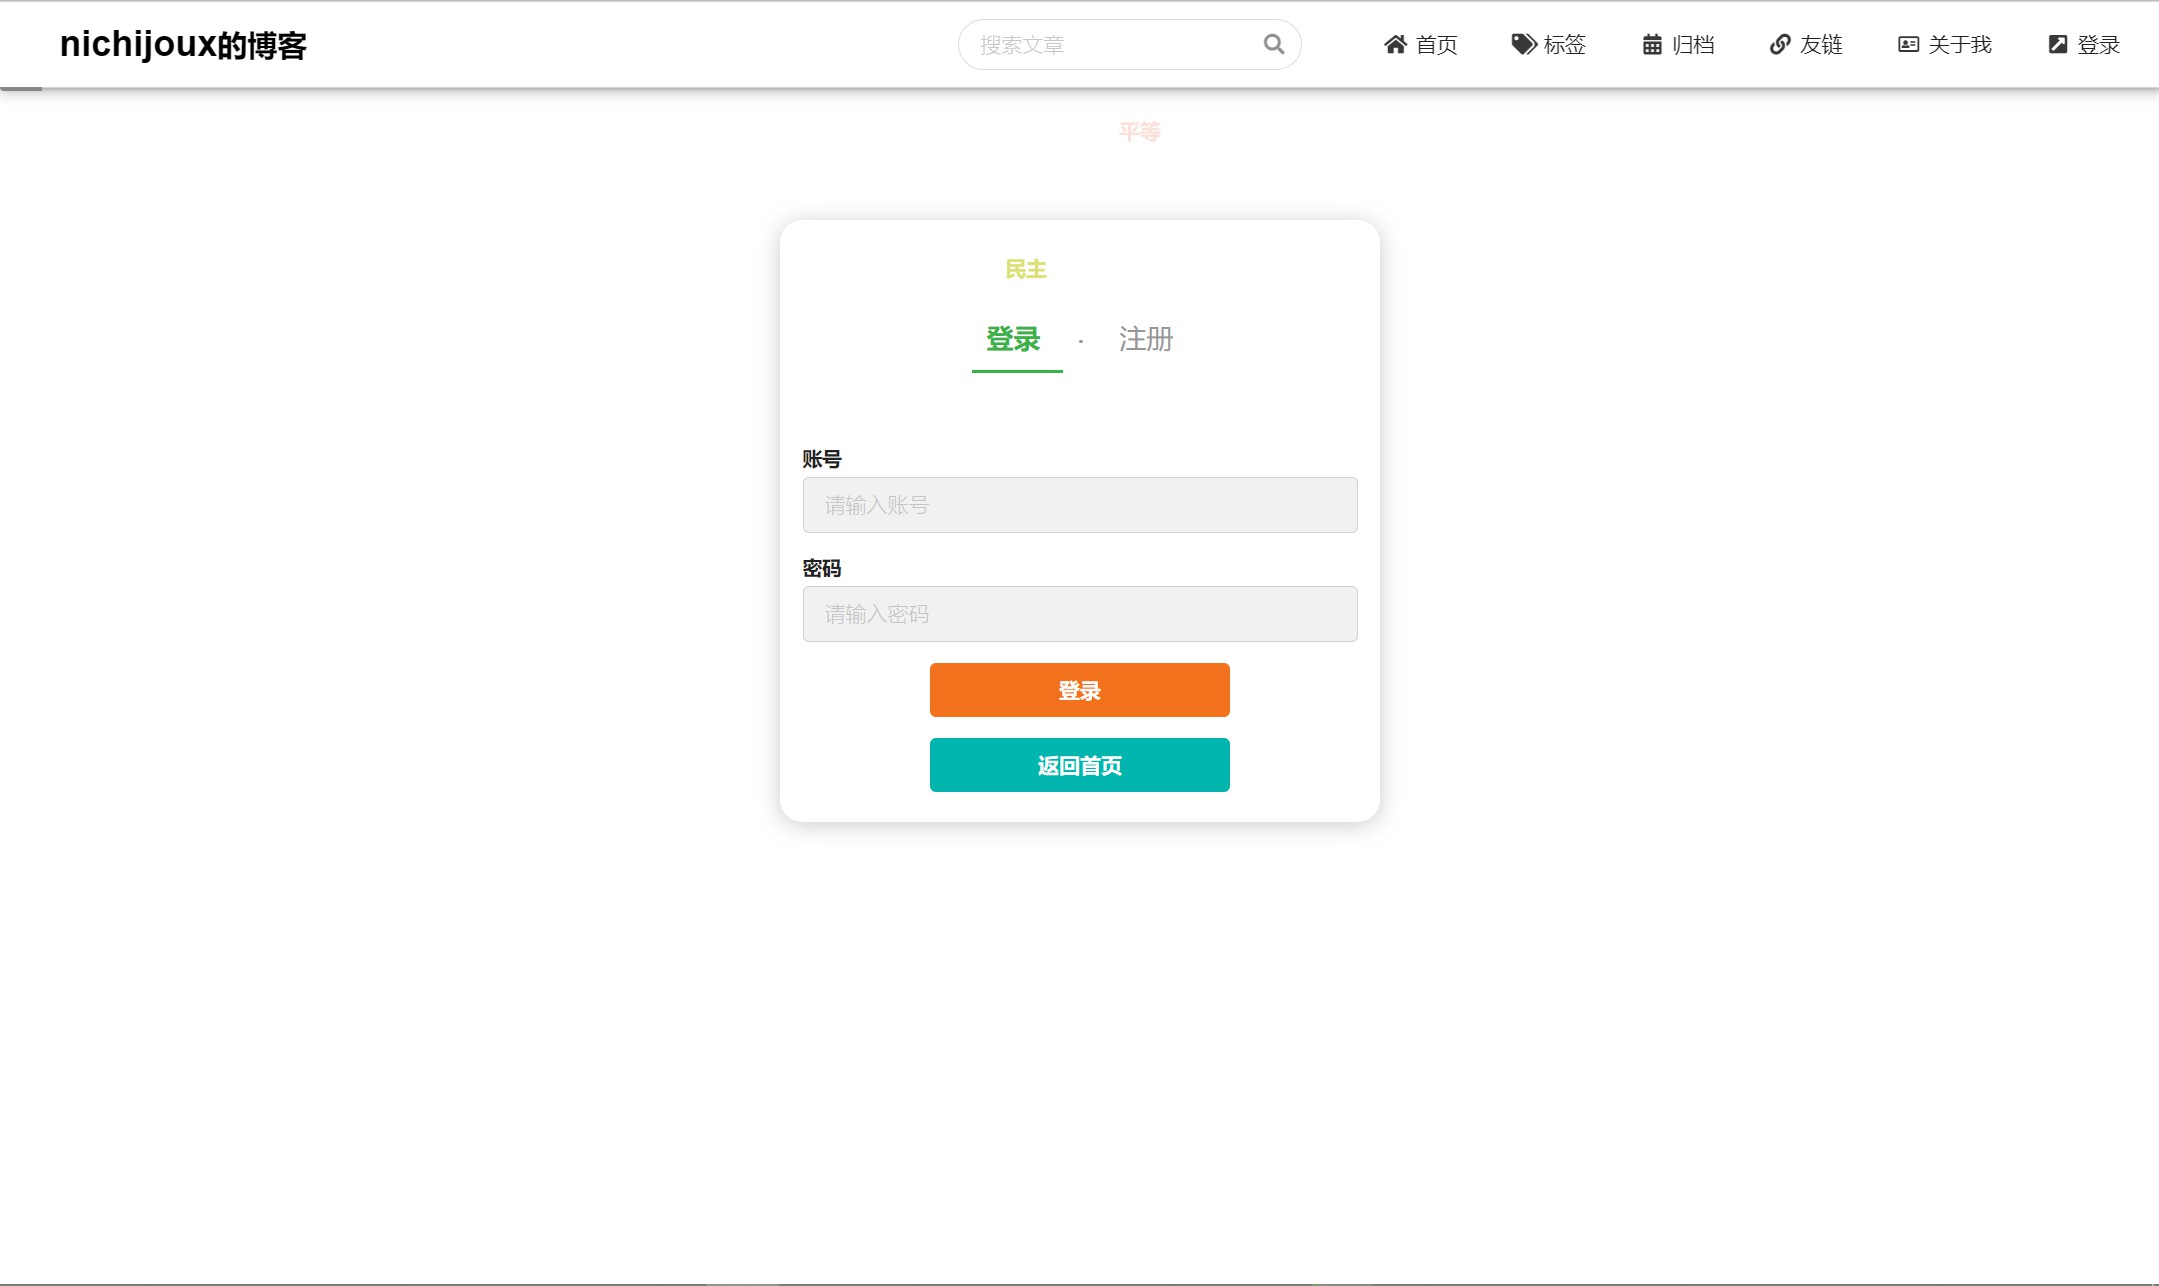 nichijoux的博客
搜索文章
首页
标签
归档
友链
关于我
登录
平等
民主
登录 · 注册
账号
请输入账号
密码
请输入密码
登录
返回首页